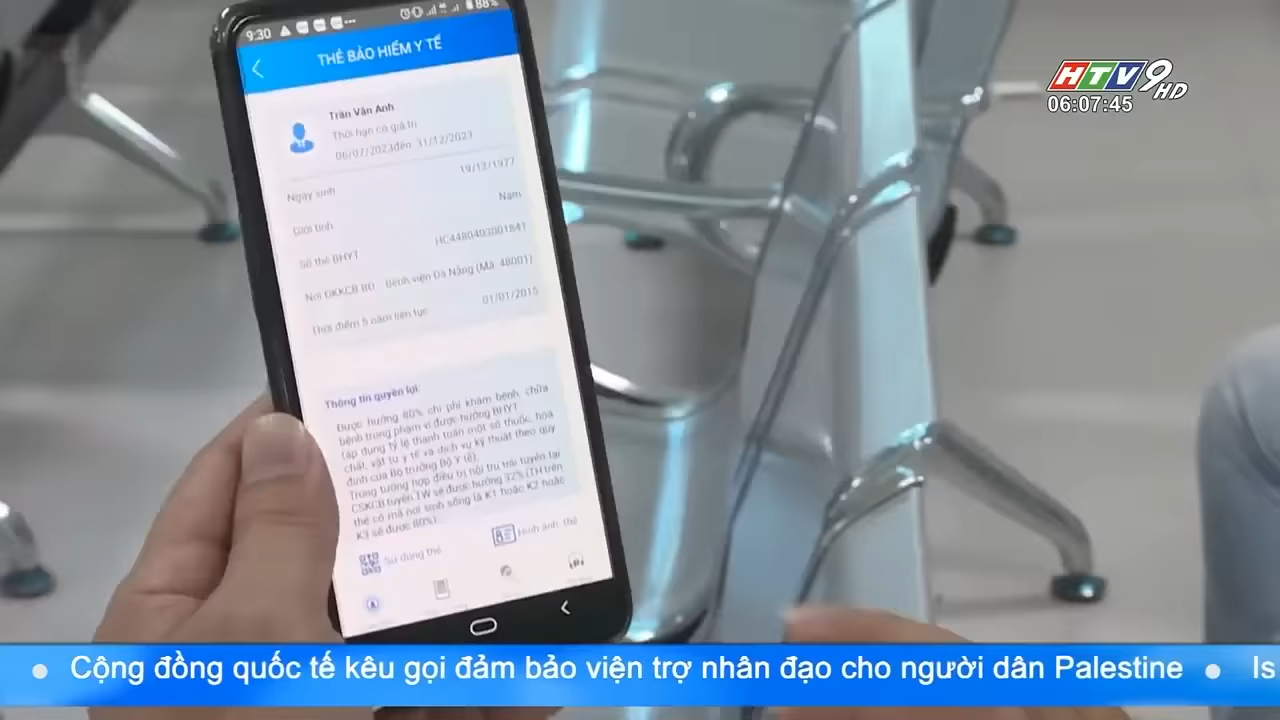 9:30
88%
THẺ BẢO HIỂM Y TẾ
Trần Vân Anh
Thời hạn có giá trị
06/07/2023 đến 31/12/2023
Ngày sinh 19/12/1977
Giới tính Nam
Số thẻ BHYT HC4480403001841
Nơi ĐKKCB BĐ Bệnh viện Đà Nẵng (Mã 48001)
Thời điểm 5 năm liên tục 01/01/2015
Thông tin quyền lợi
Được hưởng 80% chi phí khám bệnh, chữa
bệnh trong phạm vi được hưởng BHYT
(áp dụng tỷ lệ thanh toán một số thuốc, hoá
chất, vật tư y tế và dịch vụ kỹ thuật theo quy
định của Bộ trưởng Bộ Y tế).
Trong tường hợp điều trị nội trú trái tuyến tại
CSKCB tuyến TW sẽ được hưởng 32% (TH trên
thẻ có mã nơi sinh sống là K1 hoặc K2 hoặc
K3 sẽ được 80%)
Sử dụng thẻ
Hình ảnh thẻ
HTV9 HD
06:07:45
• Cộng đồng quốc tế kêu gọi đảm bảo viện trợ nhân đạo cho người dân Palestine • Is